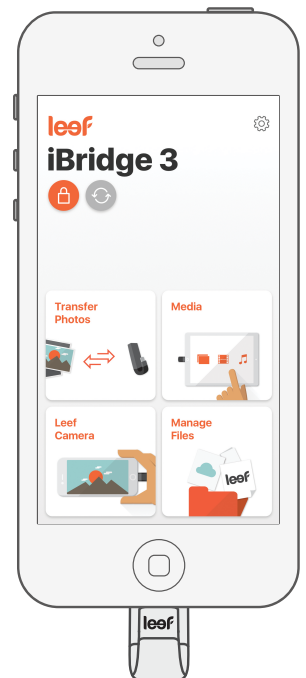 leef
iBridge 3
Transfer
Photos
Media
Leef
Camera
Manage
Files
leef
leef